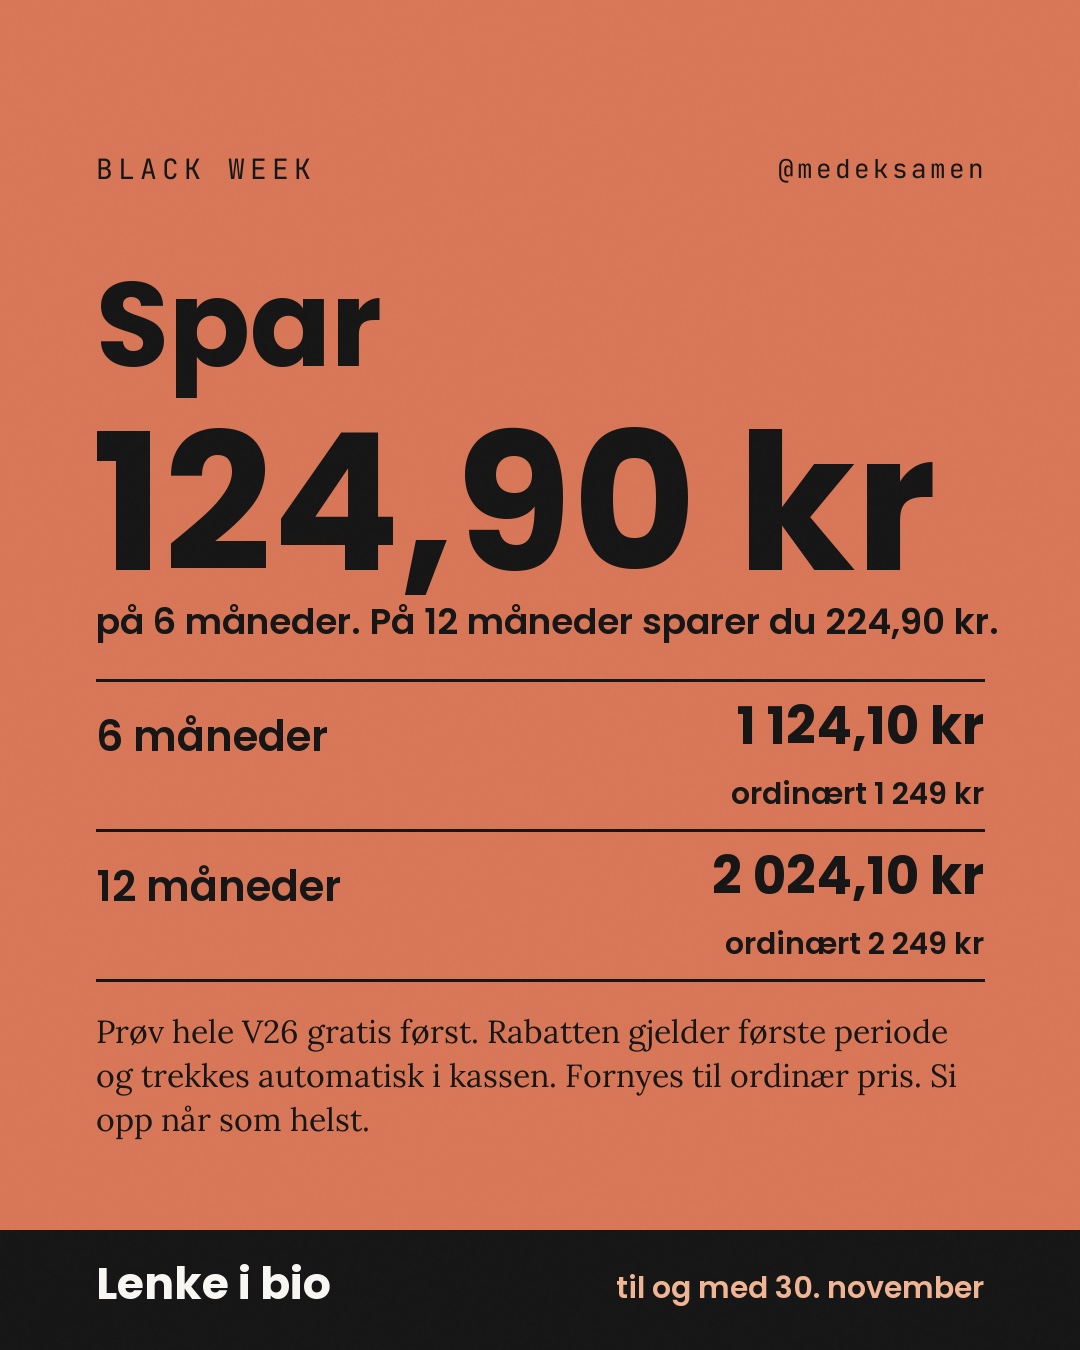 BLACK WEEK
@medeksamen
Spar
124,90 kr
på 6 måneder. På 12 måneder sparer du 224,90 kr.
6 måneder
1 124,10 kr
ordinært 1 249 kr
12 måneder
2 024,10 kr
ordinært 2 249 kr
Prøv hele V26 gratis først. Rabatten gjelder første periode
og trekkes automatisk i kassen. Fornyes til ordinær pris. Si
opp når som helst.
Lenke i bio
til og med 30. november